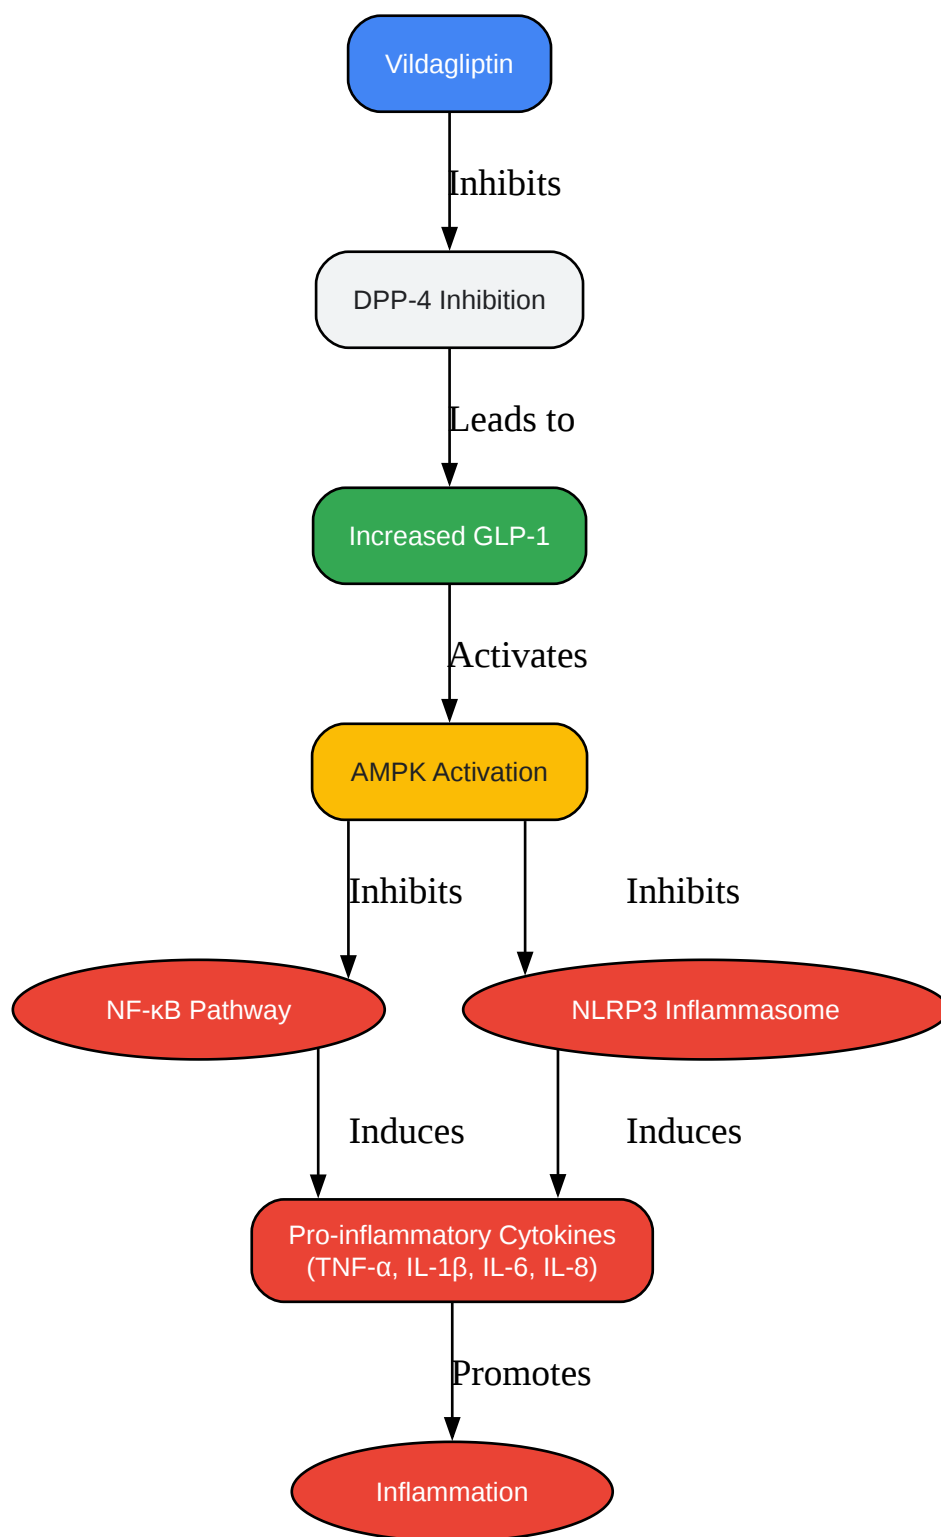 Vildagliptin
Inhibits
DPP-4 Inhibition
Leads to
Increased GLP-1
Activates
AMPK Activation
Inhibits
Inhibits
NF-κB Pathway
NLRP3 Inflammasome
Induces
Induces
Pro-inflammatory Cytokines
(TNF-α, IL-1β, IL-6, IL-8)
Promotes
Inflammation